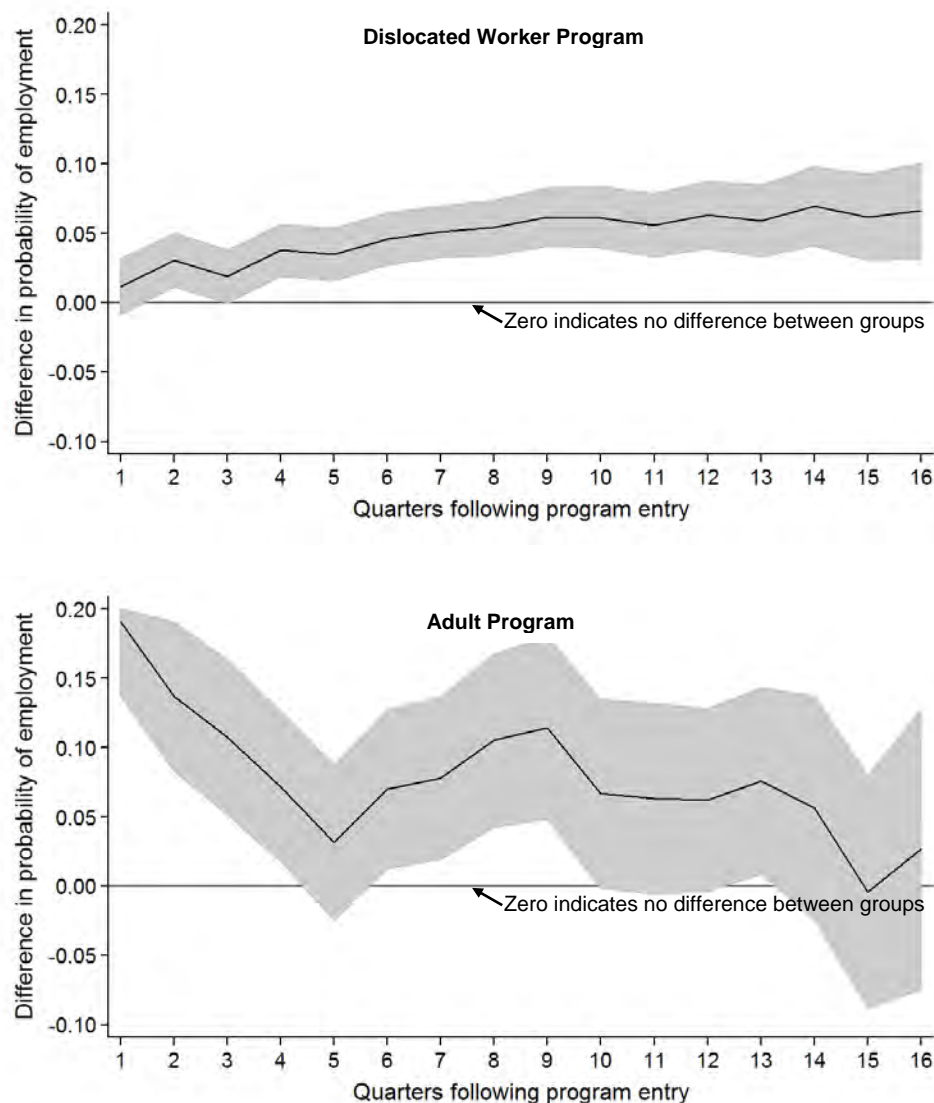 Dislocated Worker Program
Difference in probability of employment
0.20
0.15
0.10
0.05
0.00
-0.05
-0.10
Zero indicates no difference between groups
1 2 3 4 5 6 7 8 9 10 11 12 13 14 15 16
Quarters following program entry
Adult Program
Difference in probability of employment
0.20
0.15
0.10
0.05
0.00
-0.05
-0.10
Zero indicates no difference between groups
1 2 3 4 5 6 7 8 9 10 11 12 13 14 15 16
Quarters following program entry